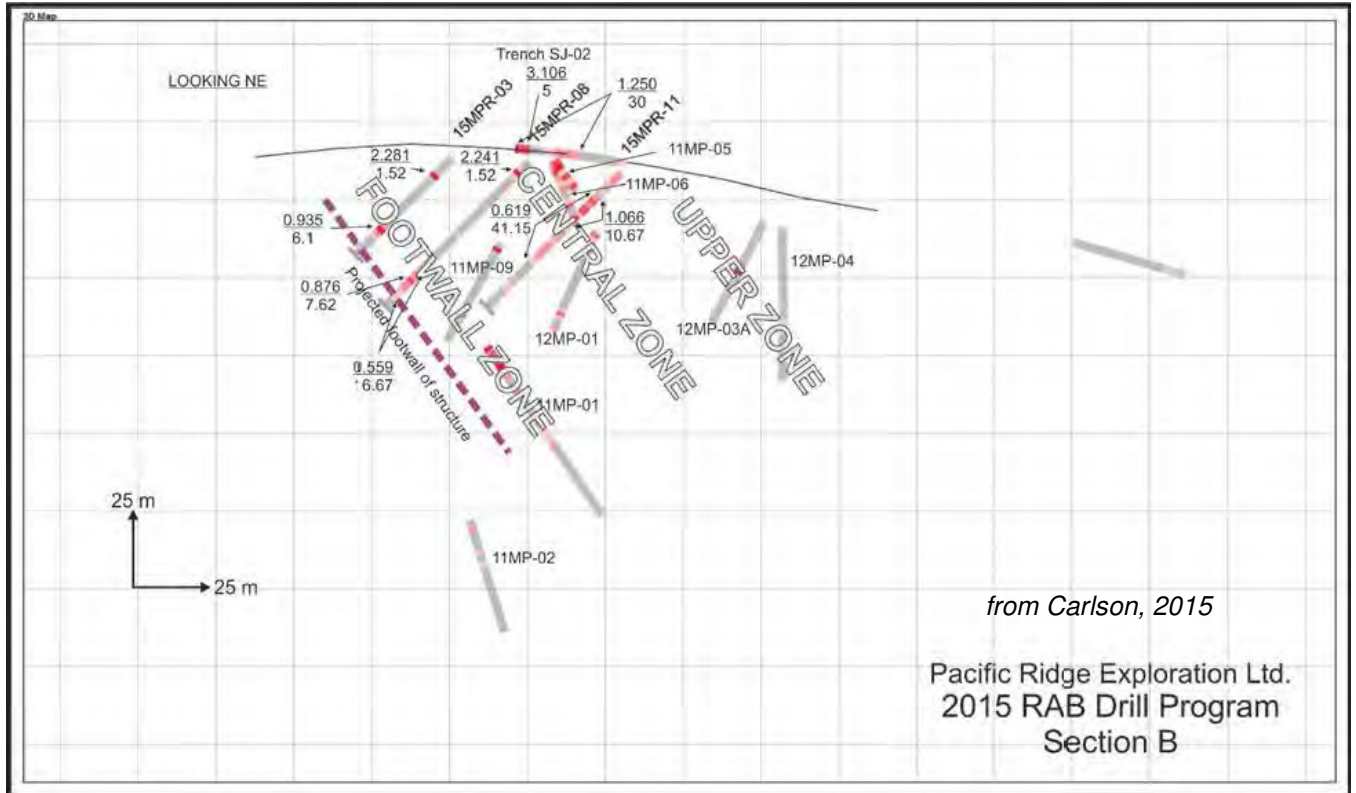 3D Map
LOOKING NE
Trench SJ-02
3.106
5
1.250
30
15MPR-03
15MPR-08
15MPR-11
11MP-05
2.281
1.52
2.241
1.52
11MP-06
0.619
41.15
1.066
10.67
0.935
6.1
FOOTWALL ZONE
CENTRAL ZONE
UPPER ZONE
11MP-09
12MP-04
0.876
7.62
Projected footwall of structure
12MP-01
12MP-03A
0.559
6.67
11MP-01
25 m
25 m
11MP-02
from Carlson, 2015
Pacific Ridge Exploration Ltd.
2015 RAB Drill Program
Section B